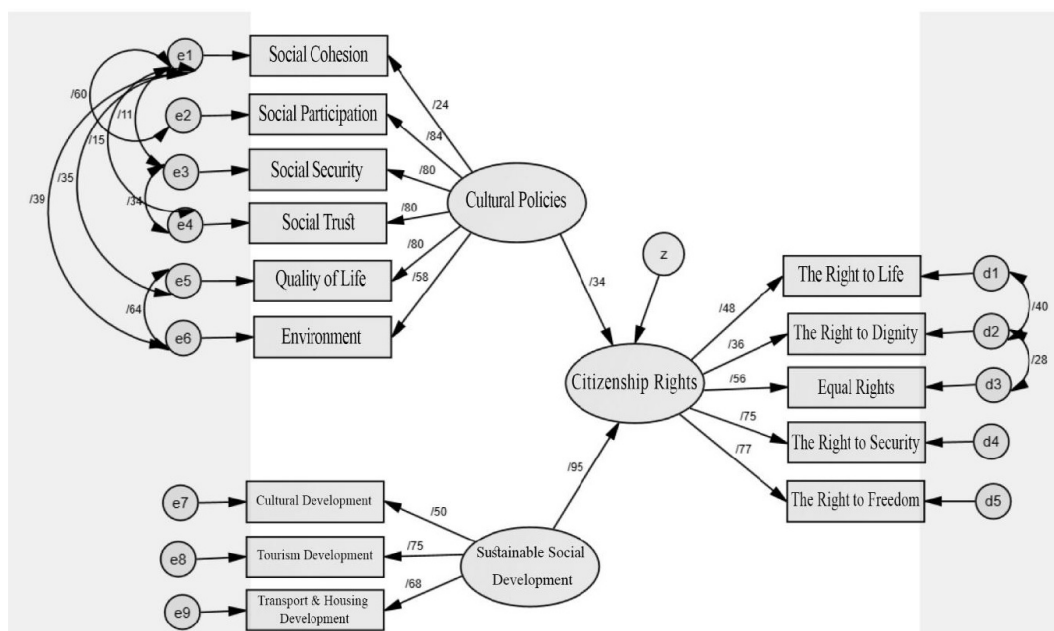 e1
Social Cohesion
/24
/60
e2
Social Participation
/11
/84
/15
e3
Social Security
/80
/35
/39
/34
e4
Social Trust
/80
Cultural Policies
/80
e5
Quality of Life
/58
/64
e6
Environment
/34
z
The Right to Life
d1
/48
/40
The Right to Dignity
d2
/36
/28
Citizenship Rights
/56
Equal Rights
d3
/75
The Right to Security
d4
/77
The Right to Freedom
d5
/95
e7
Cultural Development
/50
e8
Tourism Development
/75
Sustainable Social
Development
/68
e9
Transport & Housing
Development